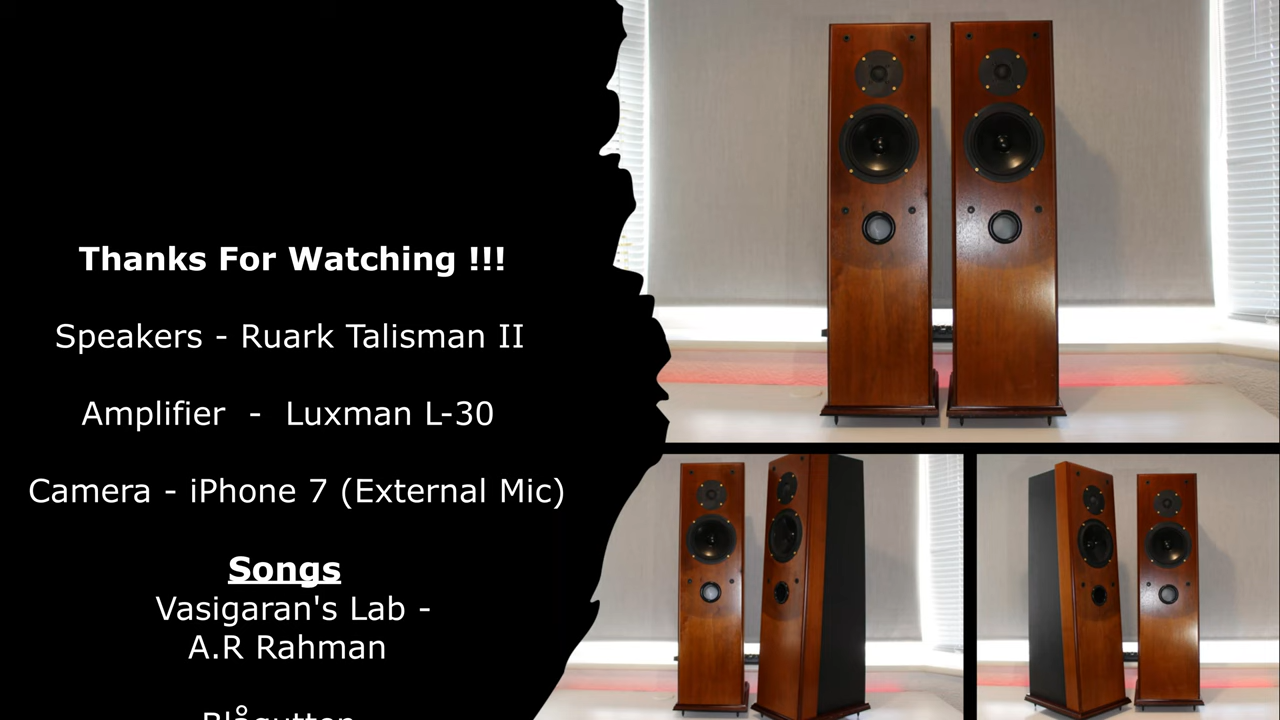 Thanks For Watching !!!
Speakers - Ruark Talisman II
Amplifier - Luxman L-30
Camera - iPhone 7 (External Mic)
Songs
Vasigaran's Lab -
A.R Rahman